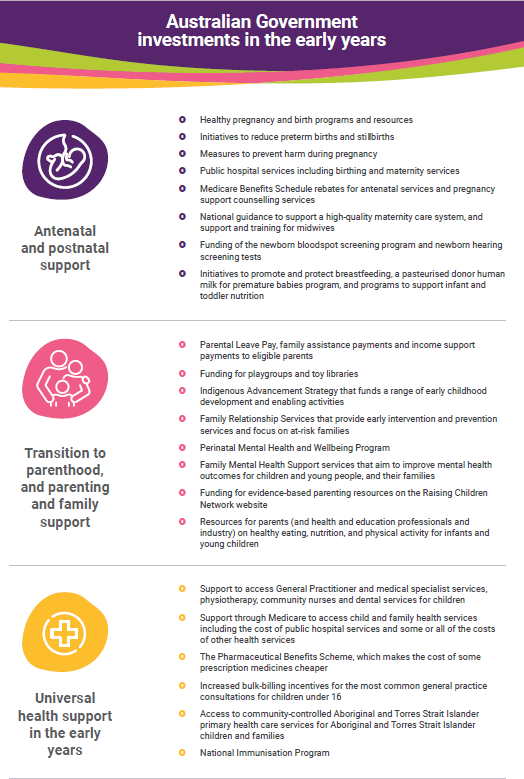 Australian Government
investments in the early years
Antenatal
and postnatal
support
Healthy pregnancy and birth programs and resources
Initiatives to reduce preterm births and stillbirths
Measures to prevent harm during pregnancy
Public hospital services including birthing and maternity services
Medicare Benefits Schedule rebates for antenatal services and pregnancy
support counselling services
National guidance to support a high-quality maternity care system, and
support and training for midwives
Funding of the newborn bloodspot screening program and newborn hearing
screening tests
Initiatives to promote and protect breastfeeding, a pasteurised donor human
milk for premature babies program, and programs to support infant and
toddler nutrition
Transition to
parenthood,
and parenting
and family
support
Parental Leave Pay, family assistance payments and income support
payments to eligible parents
Funding for playgroups and toy libraries
Indigenous Advancement Strategy that funds a range of early childhood
development and enabling activities
Family Relationship Services that provide early intervention and prevention
services and focus on at-risk families
Perinatal Mental Health and Wellbeing Program
Family Mental Health Support services that aim to improve mental health
outcomes for children and young people, and their families
Funding for evidence-based parenting resources on the Raising Children
Network website
Resources for parents (and health and education professionals and
industry) on healthy eating, nutrition, and physical activity for infants and
young children
Universal
health support
in the early
years
Support to access General Practitioner and medical specialist services,
physiotherapy, community nurses and dental services for children
Support through Medicare to access child and family health services
including the cost of public hospital services and some or all of the costs
of other health services
The Pharmaceutical Benefits Scheme, which makes the cost of some
prescription medicines cheaper
Increased bulk-billing incentives for the most common general practice
consultations for children under 16
Access to community-controlled Aboriginal and Torres Strait Islander
primary health care services for Aboriginal and Torres Strait Islander
children and families
National Immunisation Program